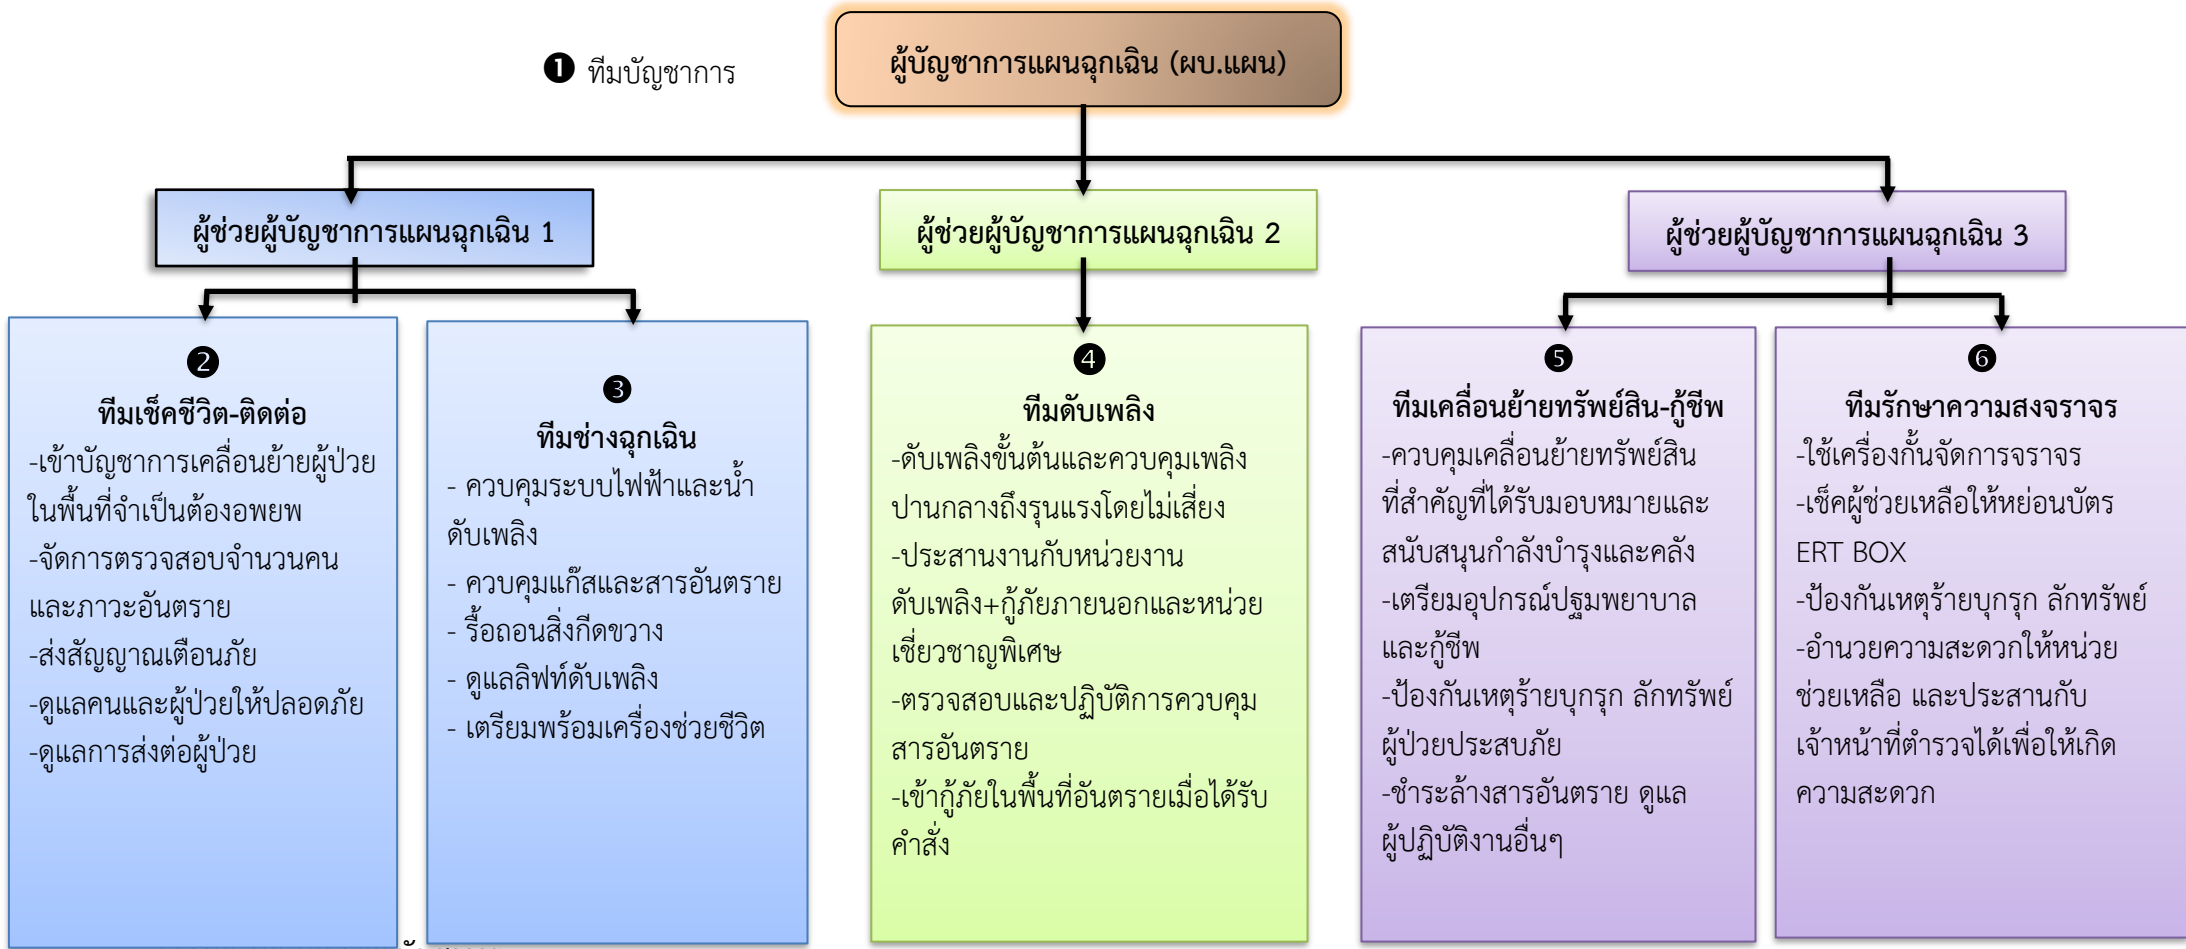 ❶ ทีมบัญชาการ
ผู้บัญชาการแผนฉุกเฉิน (ผบ.แผน)
ผู้ช่วยผู้บัญชาการแผนฉุกเฉิน 1
ผู้ช่วยผู้บัญชาการแผนฉุกเฉิน 2
ผู้ช่วยผู้บัญชาการแผนฉุกเฉิน 3
❷
ทีมเช็คชีวิต-ติดต่อ
-เข้าบัญชาการเคลื่อนย้ายผู้ป่วย
ในพื้นที่จำเป็นต้องอพยพ
-จัดการตรวจสอบจำนวนคน
และภาวะอันตราย
-ส่งสัญญาณเตือนภัย
-ดูแลคนและผู้ป่วยให้ปลอดภัย
-ดูแลการส่งต่อผู้ป่วย
❸
ทีมช่างฉุกเฉิน
- ควบคุมระบบไฟฟ้าและน้ำ
ดับเพลิง
- ควบคุมแก๊สและสารอันตราย
- รื้อถอนสิ่งกีดขวาง
- ดูแลลิฟท์ดับเพลิง
- เตรียมพร้อมเครื่องช่วยชีวิต
❹
ทีมดับเพลิง
-ดับเพลิงขั้นต้นและควบคุมเพลิง
ปานกลางถึงรุนแรงโดยไม่เสี่ยง
-ประสานงานกับหน่วยงาน
ดับเพลิง+กู้ภัยภายนอกและหน่วย
เชี่ยวชาญพิเศษ
-ตรวจสอบและปฏิบัติการควบคุม
สารอันตราย
-เข้ากู้ภัยในพื้นที่อันตรายเมื่อได้รับ
คำสั่ง
❺
ทีมเคลื่อนย้ายทรัพย์สิน-กู้ชีพ
-ควบคุมเคลื่อนย้ายทรัพย์สิน
ที่สำคัญที่ได้รับมอบหมายและ
สนับสนุนกำลังบำรุงและคลัง
-เตรียมอุปกรณ์ปฐมพยาบาล
และกู้ชีพ
-ป้องกันเหตุร้ายบุกรุก ลักทรัพย์
ผู้ป่วยประสบภัย
-ชำระล้างสารอันตราย ดูแล
ผู้ปฏิบัติงานอื่นๆ
❻
ทีมรักษาความสงจราจร
-ใช้เครื่องกั้นจัดการจราจร
-เช็คผู้ช่วยเหลือให้หย่อนบัตร
ERT BOX
-ป้องกันเหตุร้ายบุกรุก ลักทรัพย์
-อำนวยความสะดวกให้หน่วย
ช่วยเหลือ และประสานกับ
เจ้าหน้าที่ตำรวจได้เพื่อให้เกิด
ความสะดวก